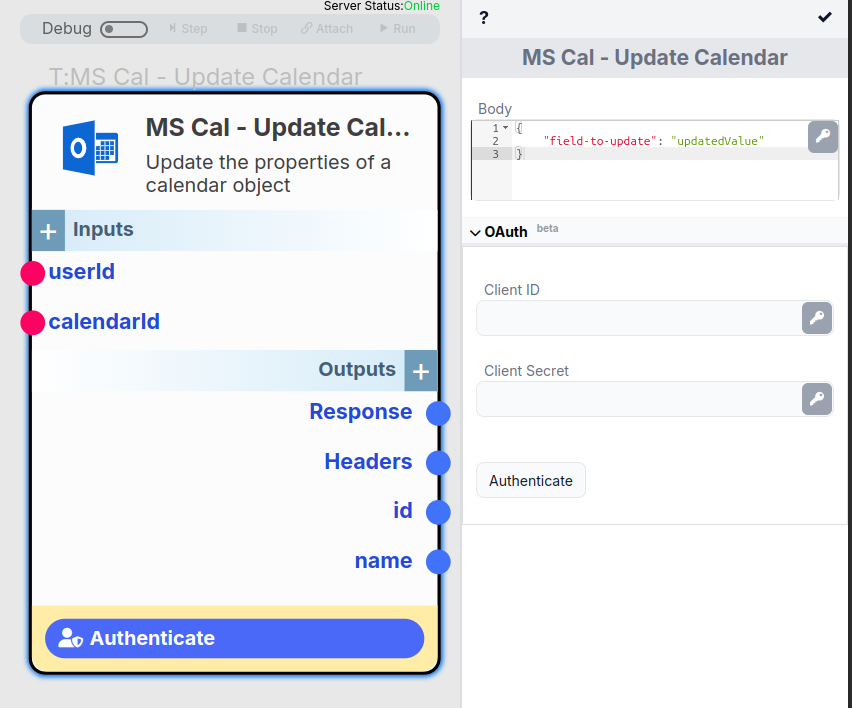 Server Status:Online
Debug Step Stop Attach Run
T:MS Cal - Update Calendar
MS Cal - Update Cal...
Update the properties of a
calendar object
+ Inputs
userId
calendarId
Outputs +
Response
Headers
id
name
Authenticate
?
MS Cal - Update Calendar
Body
1 {
2 "field-to-update": "updatedValue"
3 }
OAuth beta
Client ID
Client Secret
Authenticate